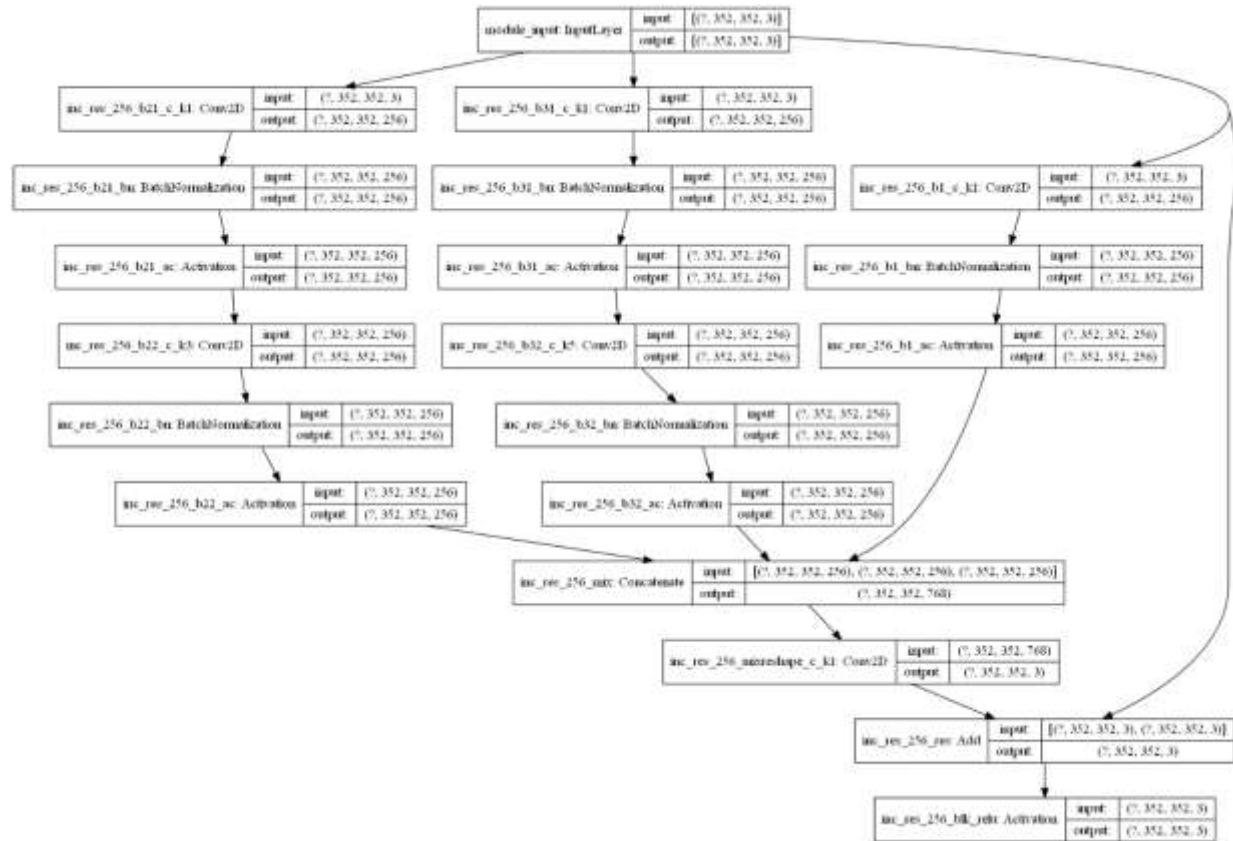 module_input: InputLayer input: [(?, 352, 352, 3)]
output: [(?, 352, 352, 3)]
inc_res_256_b21_c_k1: Conv2D input: (?, 352, 352, 3)
output: (?, 352, 352, 256)
inc_res_256_b31_c_k1: Conv2D input: (?, 352, 352, 3)
output: (?, 352, 352, 256)
inc_res_256_b21_bn: BatchNormalization input: (?, 352, 352, 256)
output: (?, 352, 352, 256)
inc_res_256_b31_bn: BatchNormalization input: (?, 352, 352, 256)
output: (?, 352, 352, 256)
inc_res_256_b1_c_k1: Conv2D input: (?, 352, 352, 3)
output: (?, 352, 352, 256)
inc_res_256_b21_ac: Activation input: (?, 352, 352, 256)
output: (?, 352, 352, 256)
inc_res_256_b31_ac: Activation input: (?, 352, 352, 256)
output: (?, 352, 352, 256)
inc_res_256_b1_bn: BatchNormalization input: (?, 352, 352, 256)
output: (?, 352, 352, 256)
inc_res_256_b22_c_k3: Conv2D input: (?, 352, 352, 256)
output: (?, 352, 352, 256)
inc_res_256_b32_c_k5: Conv2D input: (?, 352, 352, 256)
output: (?, 352, 352, 256)
inc_res_256_b1_ac: Activation input: (?, 352, 352, 256)
output: (?, 352, 352, 256)
inc_res_256_b22_bn: BatchNormalization input: (?, 352, 352, 256)
output: (?, 352, 352, 256)
inc_res_256_b32_bn: BatchNormalization input: (?, 352, 352, 256)
output: (?, 352, 352, 256)
inc_res_256_b22_ac: Activation input: (?, 352, 352, 256)
output: (?, 352, 352, 256)
inc_res_256_b32_ac: Activation input: (?, 352, 352, 256)
output: (?, 352, 352, 256)
inc_res_256_mix: Concatenate input: [(?, 352, 352, 256), (?, 352, 352, 256), (?, 352, 352, 256)]
output: (?, 352, 352, 768)
inc_res_256_mixreshape_c_k1: Conv2D input: (?, 352, 352, 768)
output: (?, 352, 352, 3)
inc_res_256_res: Add input: [(?, 352, 352, 3), (?, 352, 352, 3)]
output: (?, 352, 352, 3)
inc_res_256_blk_relu: Activation input: (?, 352, 352, 3)
output: (?, 352, 352, 3)